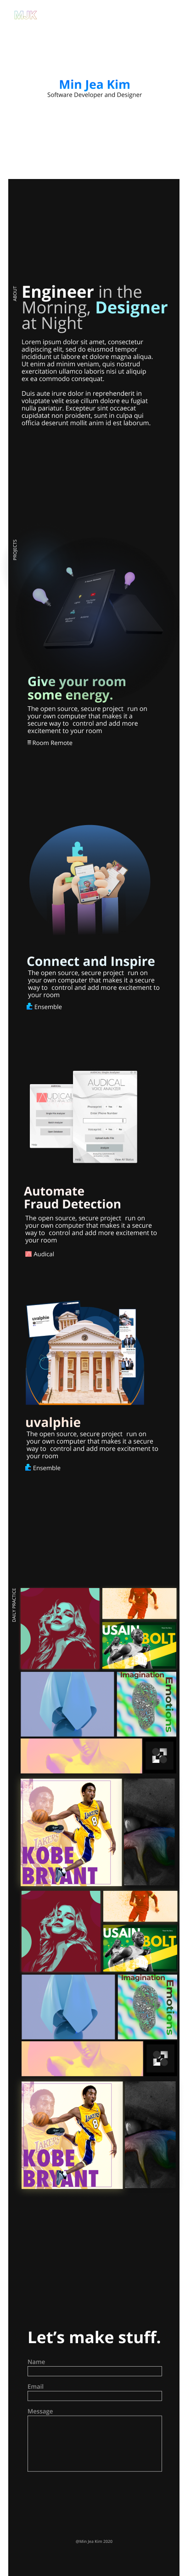 MJK
Min Jea Kim
Software Developer and Designer
ABOUT
Engineer in the
Morning, Designer
at Night
Lorem ipsum dolor sit amet, consectetur
adipiscing elit, sed do eiusmod tempor
incididunt ut labore et dolore magna aliqua.
Ut enim ad minim veniam, quis nostrud
exercitation ullamco laboris nisi ut aliquip
ex ea commodo consequat.
Duis aute irure dolor in reprehenderit in
voluptate velit esse cillum dolore eu fugiat
nulla pariatur. Excepteur sint occaecat
cupidatat non proident, sunt in culpa qui
officia deserunt mollit anim id est laborum.
PROJECTS
Give your room
some energy.
The open source, secure project run on
your own computer that makes it a
secure way to control and add more
excitement to your room
Room Remote
Connect and Inspire
The open source, secure project run on
your own computer that makes it a secure
way to control and add more excitement to
your room
Ensemble
AUDICAL
VOICE ANALYZER
Automate
Fraud Detection
The open source, secure project run on
your own computer that makes it a secure
way to control and add more excitement to
your room
Audical
uvalphie
uvalphie
The open source, secure project run on
your own computer that makes it a secure
way to control and add more excitement to
your room
Ensemble
DAILY PRACTICE
USAIN
BOLT
Imagination
Emotions
LAKERS
KOBE
BRYANT
USAIN
BOLT
Imagination
Emotions
LAKERS
KOBE
BRYANT
Let’s make stuff.
Name
Email
Message
©Min Jea Kim 2020